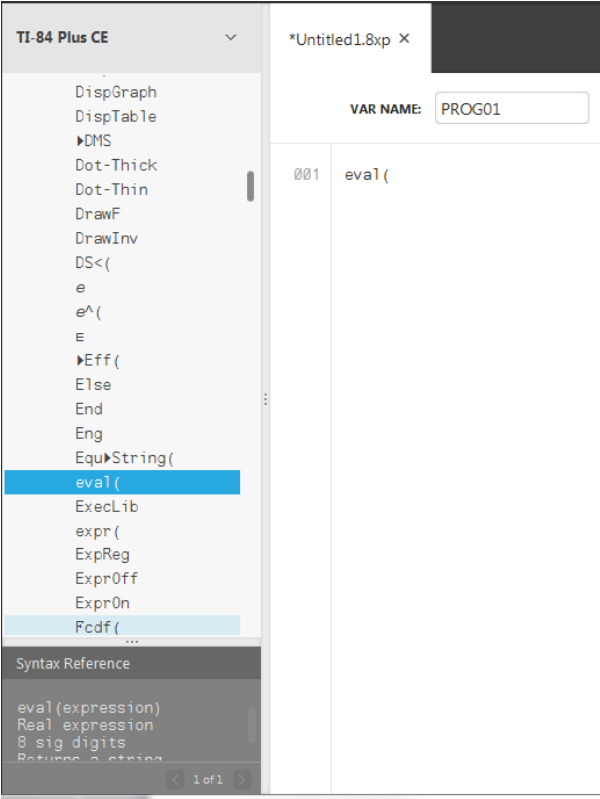 TI-84 Plus CE
*Untitled1.8xp ×
VAR NAME: PROG01
DispGraph
DispTable
►DMS
Dot-Thick
Dot-Thin
DrawF
DrawInv
DS<(
e
e^(
ᴇ
►Eff(
Else
End
Eng
Equ►String(
eval(
ExecLib
expr(
ExpReg
ExprOff
ExprOn
Fcdf(
Syntax Reference
eval(expression)
Real expression
8 sig digits
Returns a string
< 1 of 1 >
001 eval(